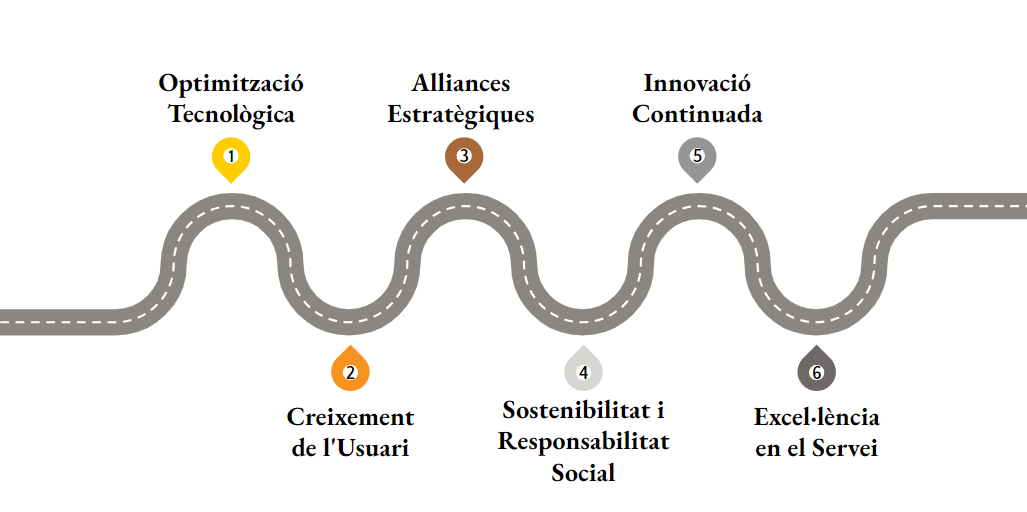 Optimització
Tecnològica
1
Creixement
de l'Usuari
2
Alliances
Estratègiques
3
Sostenibilitat i
Responsabilitat
Social
4
Innovació
Continuada
5
Excel·lència
en el Servei
6